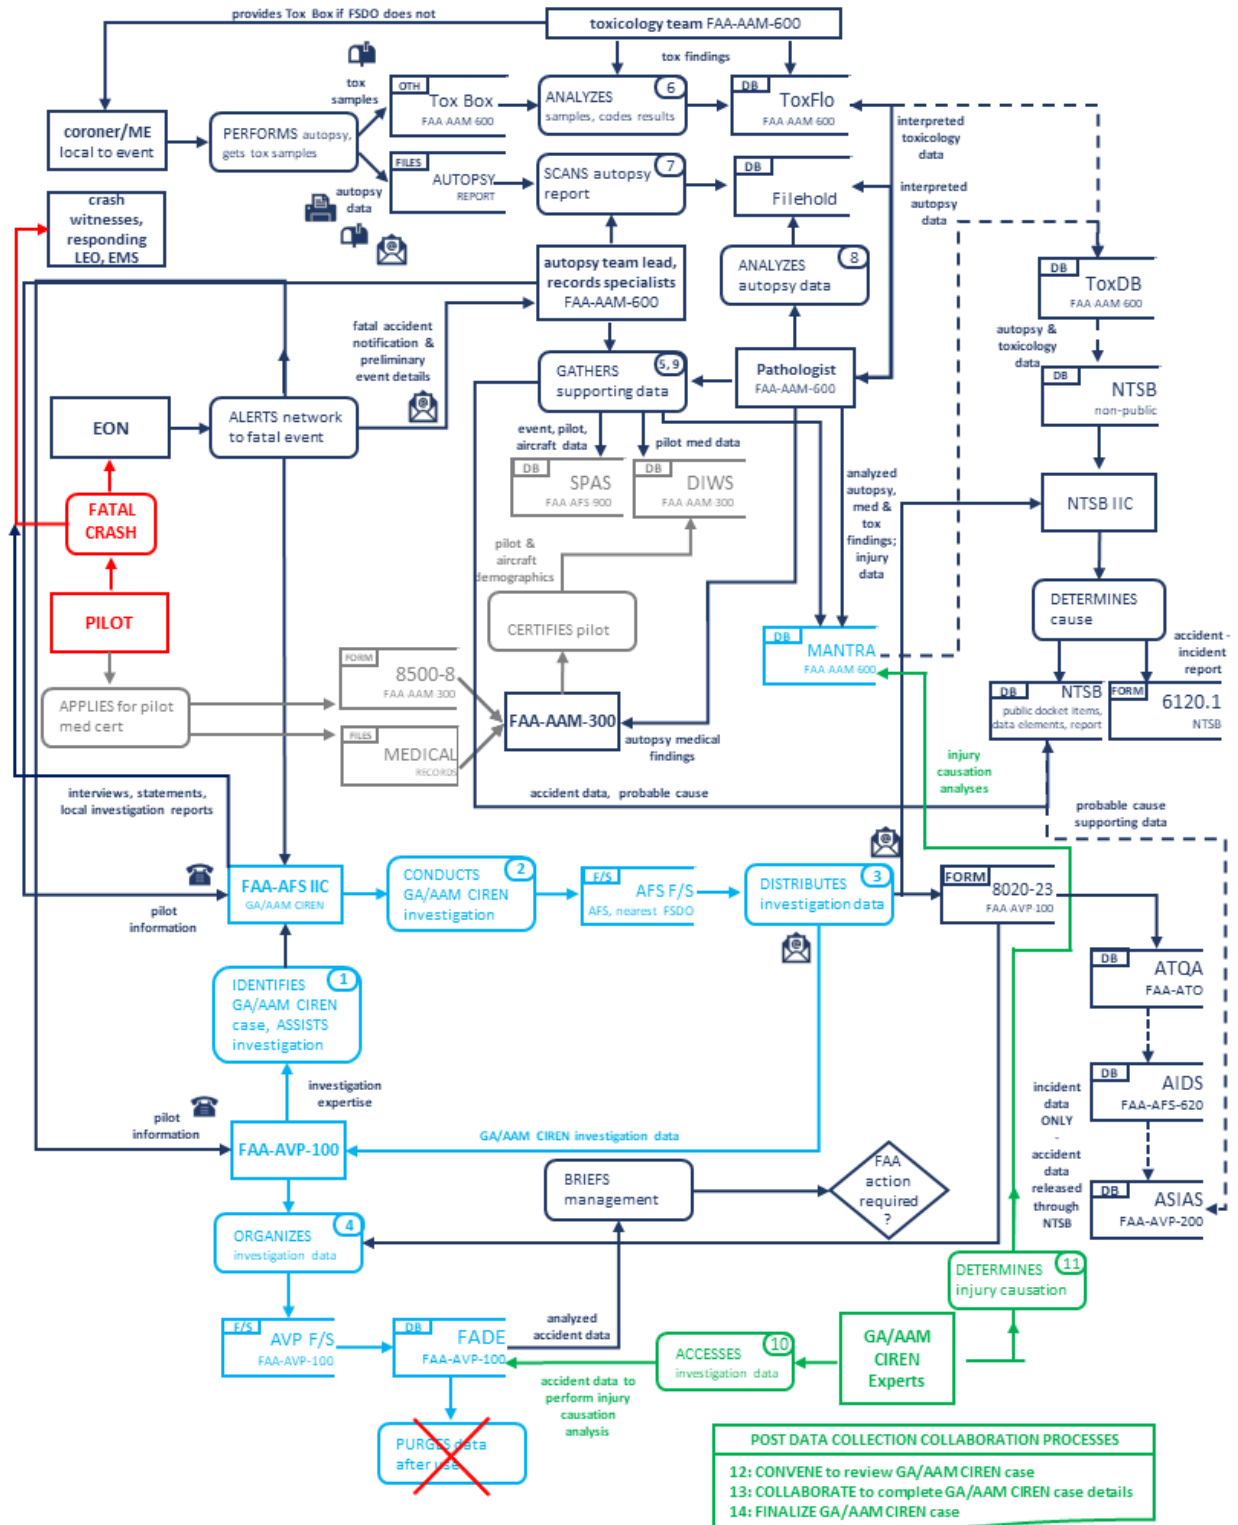 provides Tox Box if FSDO does not
toxicology team FAA-AAM-600
tox findings
tox
samples
OTH
Tox Box
FAA-AAM 600
6
ANALYZES
samples, codes results
DB
ToxFlo
FAA-AAM 600
coroner/ME
local to event
PERFORMS autopsy,
gets tox samples
interpreted
toxicology
data
FILES
AUTOPSY
REPORT
7
SCANS autopsy
report
DB
Filehold
interpreted
autopsy
data
autopsy
data
crash
witnesses,
responding
LEO, EMS
autopsy team lead,
records specialists
FAA-AAM-600
8
ANALYZES
autopsy data
DB
ToxDB
FAA-AAM 600
fatal accident
notification &
preliminary
event details
autopsy &
toxicology
data
5, 9
GATHERS
supporting data
Pathologist
FAA-AAM-600
DB
NTSB
non-public
EON
ALERTS network
to fatal event
event, pilot,
aircraft data
pilot med data
DB
SPAS
FAA-AFS-900
DB
DIWS
FAA-AAM-300
analyzed
autopsy,
med &
tox
findings;
injury
data
NTSB IIC
FATAL
CRASH
pilot &
aircraft
demographics
PILOT
CERTIFIES pilot
DETERMINES
cause
accident -
incident
report
DB
MANTRA
FAA-AAM 600
FORM
8500-8
FAA-AAM-300
APPLIES for pilot
med cert
FILES
MEDICAL
RECORDS
FAA-AAM-300
autopsy medical
findings
DB
NTSB
public docket items,
data elements, report
FORM
6120.1
NTSB
injury
causation
analyses
interviews, statements,
local investigation reports
accident data, probable cause
probable cause
supporting data
FAA-AFS IIC
GA/AAM CIREN
2
CONDUCTS
GA/AAM CIREN
investigation
F/S
AFS F/S
AFS, nearest FSDO
3
DISTRIBUTES
investigation data
FORM
8020-23
FAA-AVP-100
pilot
information
1
IDENTIFIES
GA/AAM CIREN
case, ASSISTS
investigation
DB
ATQA
FAA-ATO
investigation
expertise
DB
AIDS
FAA-AFS-620
incident
data
ONLY
-
accident
data
released
through
NTSB
pilot
information
FAA-AVP-100
GA/AAM CIREN investigation data
BRIEFS
management
FAA
action
required
?
DB
ASIAS
FAA-AVP-200
4
ORGANIZES
investigation data
11
DETERMINES
injury causation
F/S
AVP F/S
FAA-AVP-100
DB
FADE
FAA-AVP-100
analyzed
accident data
10
ACCESSES
investigation data
GA/AAM
CIREN
Experts
accident data to
perform injury
causation
analysis
PURGES data
after use
POST DATA COLLECTION COLLABORATION PROCESSES
12: CONVENE to review GA/AAM CIREN case
13: COLLABORATE to complete GA/AAM CIREN case details
14: FINALIZE GA/AAM CIREN case